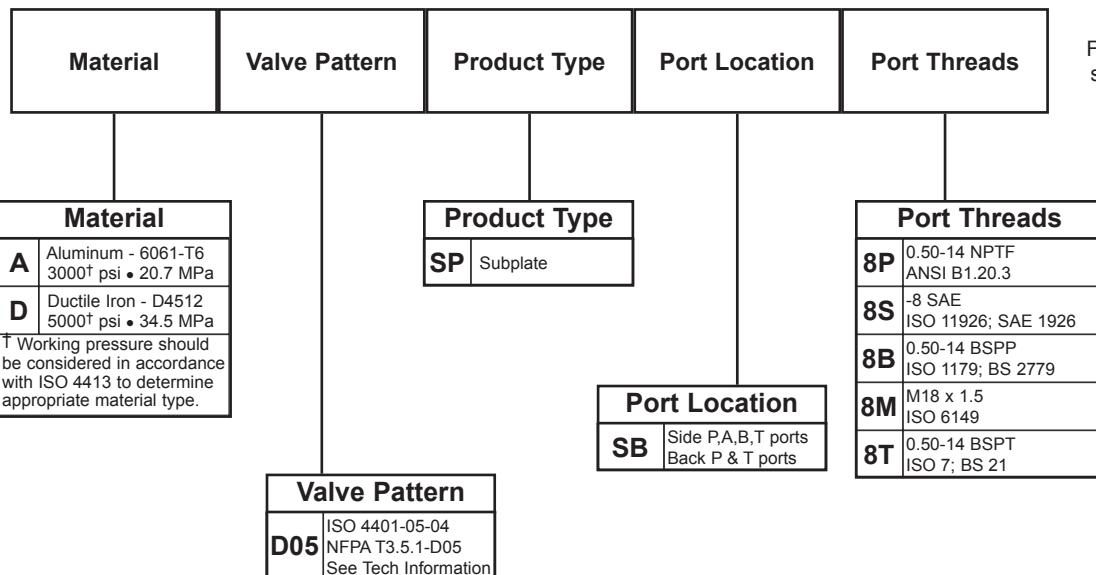 Material
Valve Pattern
Product Type
Port Location
Port Threads
Material
A
Aluminum - 6061-T6
3000† psi • 20.7 MPa
D
Ductile Iron - D4512
5000† psi • 34.5 MPa
† Working pressure should
be considered in accordance
with ISO 4413 to determine
appropriate material type.
Product Type
SP
Subplate
Port Threads
8P
0.50-14 NPTF
ANSI B1.20.3
8S
-8 SAE
ISO 11926; SAE 1926
8B
0.50-14 BSPP
ISO 1179; BS 2779
8M
M18 x 1.5
ISO 6149
8T
0.50-14 BSPT
ISO 7; BS 21
Port Location
SB
Side P,A,B,T ports
Back P & T ports
Valve Pattern
D05
ISO 4401-05-04
NFPA T3.5.1-D05
See Tech Information